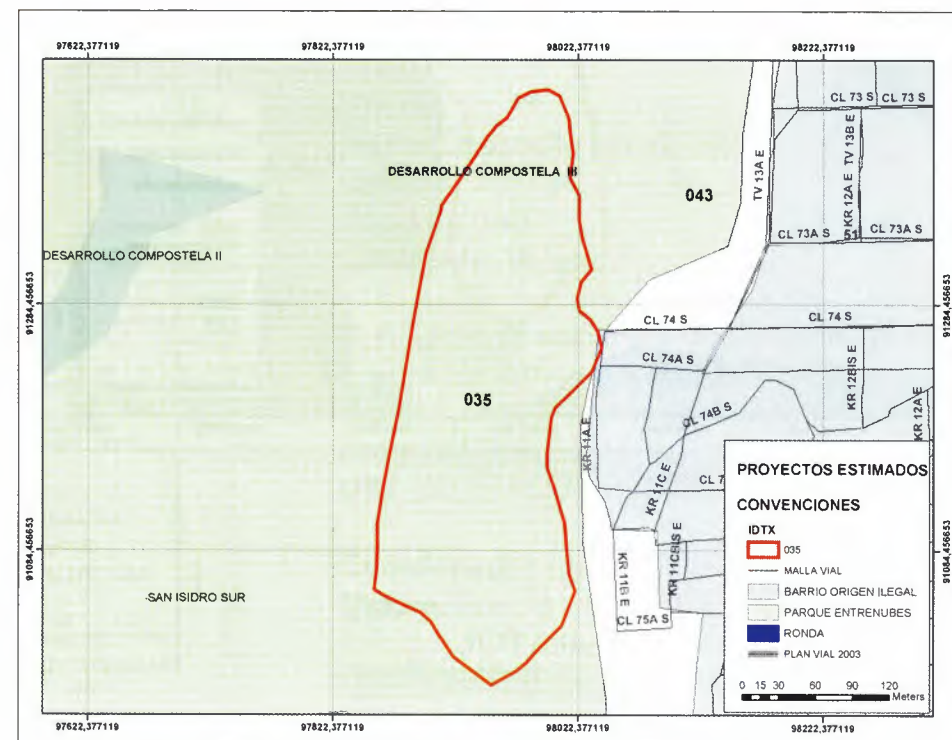 97622,377119
97822,377119
98022,377119
98222,377119
CL 73 S
CL 73 S
TV 13A E
KR 12A E
TV 13B E
DESARROLLO COMPOSTELA III
043
CL 73A S
51
CL 73A S
DESARROLLO COMPOSTELA II
91284,456653
91284,456653
CL 74 S
CL 74 S
CL 74A S
KR 12BIS E
KR 12A E
035
CL 74B S
KR 11A E
KR 11C E
PROYECTOS ESTIMADOS
CONVENCIONES
IDTX
035
MALLA VIAL
BARRIO ORIGEN ILEGAL
PARQUE ENTRENUBES
RONDA
PLAN VIAL 2003
0 15 30 60 90 120
Meters
91084,456653
91084,456653
KR 11B E
KR 11CBIS E
-SAN ISIDRO SUR
CL 75A S
97622,377119
97822,377119
98022,377119
98222,377119